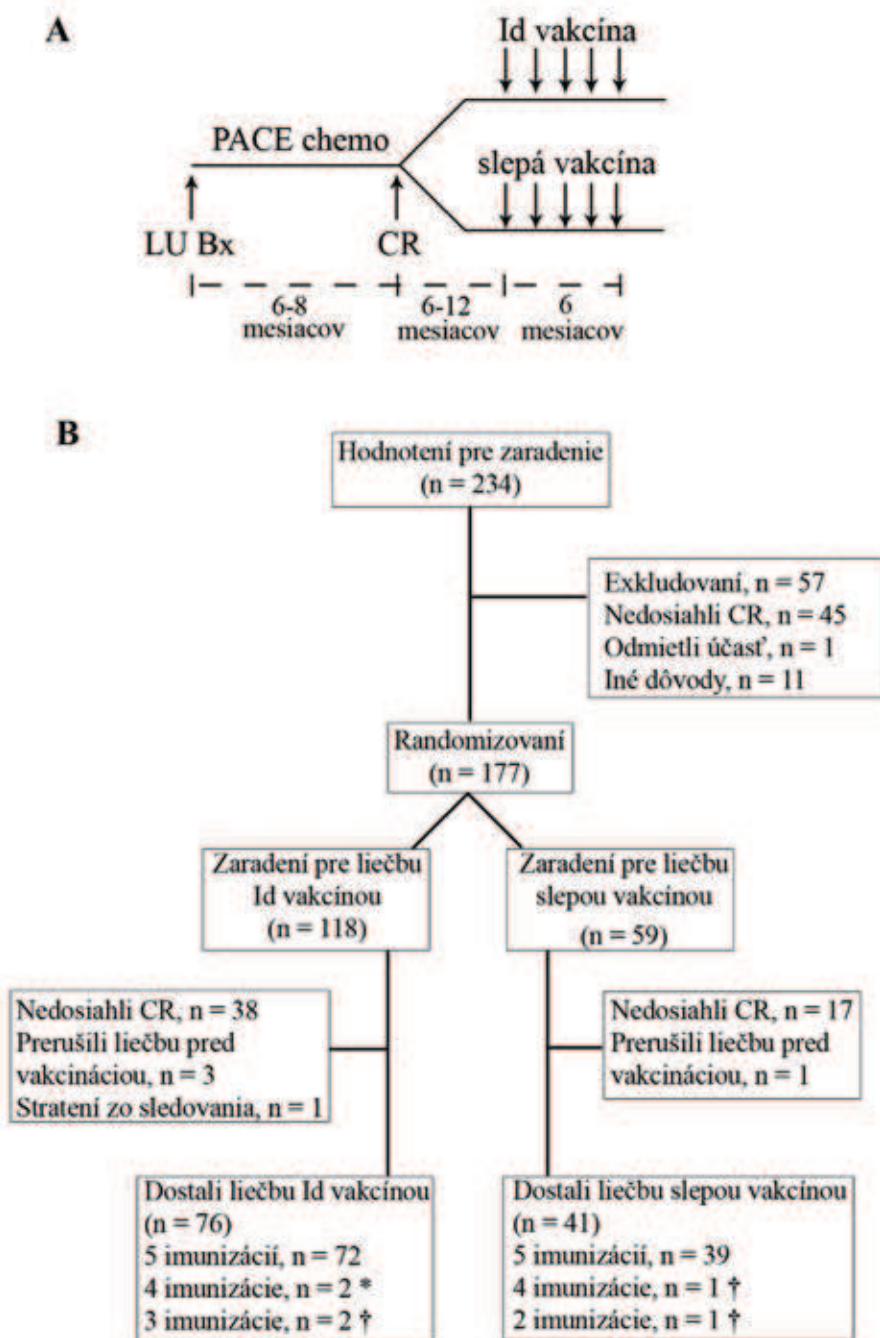 A
Id vakcína
PACE chemo
slepá vakcína
LU Bx
CR
6-8
mesiacov
6-12
mesiacov
6
mesiacov
B
Hodnotení pre zaradenie
(n = 234)
Exkludovaní, n = 57
Nedosiahli CR, n = 45
Odmietli účasť, n = 1
Iné dôvody, n = 11
Randomizovaní
(n = 177)
Zaradení pre liečbu
Id vakcínou
(n = 118)
Zaradení pre liečbu
slepou vakcinou
(n = 59)
Nedosiahli CR, n = 38
Prerušili liečbu pred
vakcináciou, n = 3
Stratení zo sledovania, n = 1
Nedosiahli CR, n = 17
Prerušili liečbu pred
vakcináciou, n = 1
Dostali liečbu Id vakcínou
(n = 76)
5 imunizácií, n = 72
4 imunizácie, n = 2 *
3 imunizácie, n = 2 †
Dostali liečbu slepou vakcínou
(n = 41)
5 imunizácií, n = 39
4 imunizácie, n = 1 †
2 imunizácie, n = 1 †